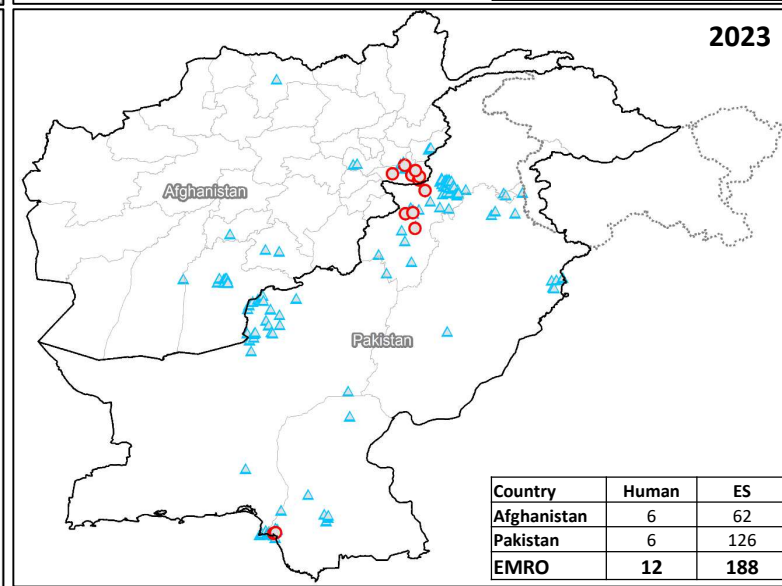 2023
Afghanistan
Pakistan
Country Human ES
Afghanistan 6 62
Pakistan 6 126
EMRO 12 188